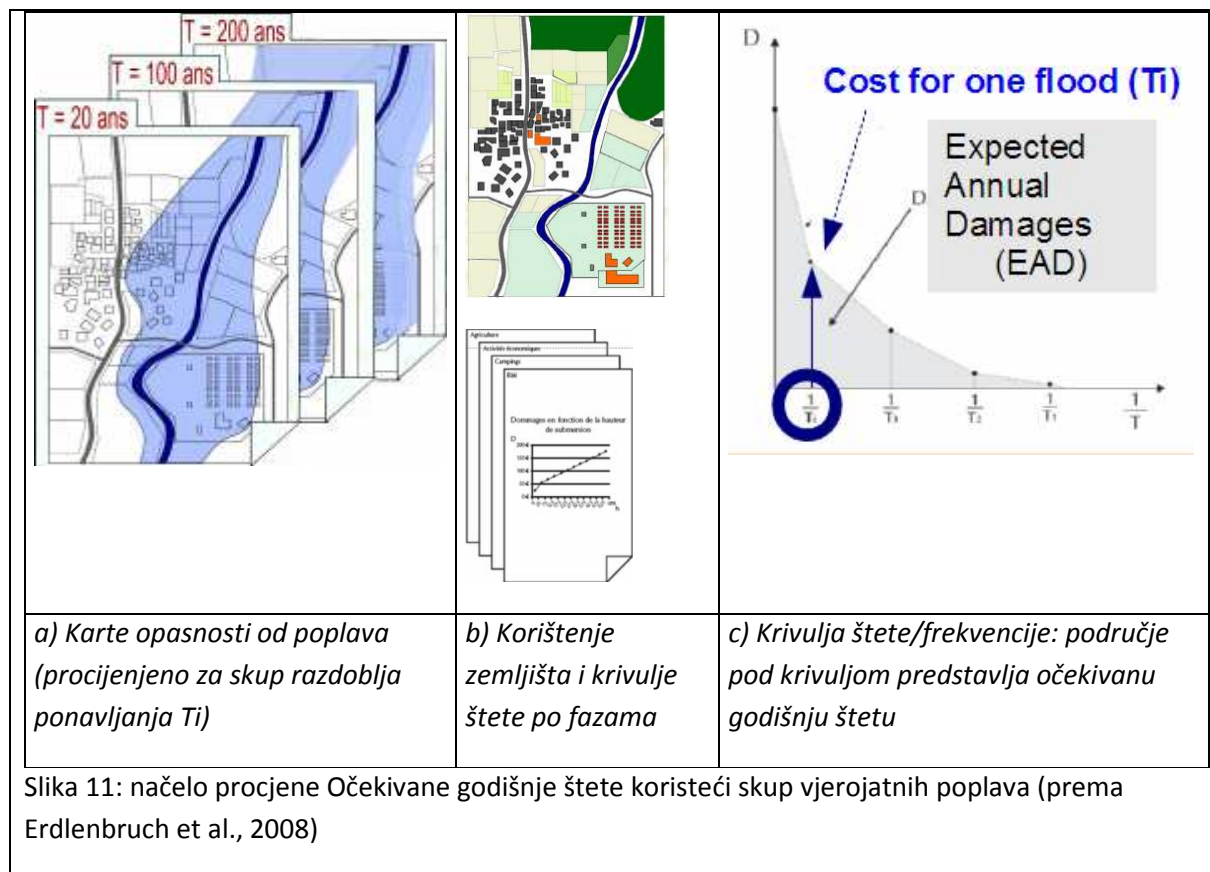 T = 200 ans
T = 100 ans
T = 20 ans
Agriculture
Activités économiques
Campings
Bâti
Dommages en fonction de la hauteur
de submersion
D
D
Cost for one flood (Ti)
Expected
Annual
Damages
(EAD)
D
1
T
a) Karte opasnosti od poplava
(procijenjeno za skup razdoblja
ponavljanja Ti)
b) Korištenje
zemljišta i krivulje
štete po fazama
c) Krivulja štete/frekvencije: područje
pod krivuljom predstavlja očekivanu
godišnju štetu
Slika 11: načelo procjene Očekivane godišnje štete koristeći skup vjerojatnih poplava (prema
Erdlenbruch et al., 2008)